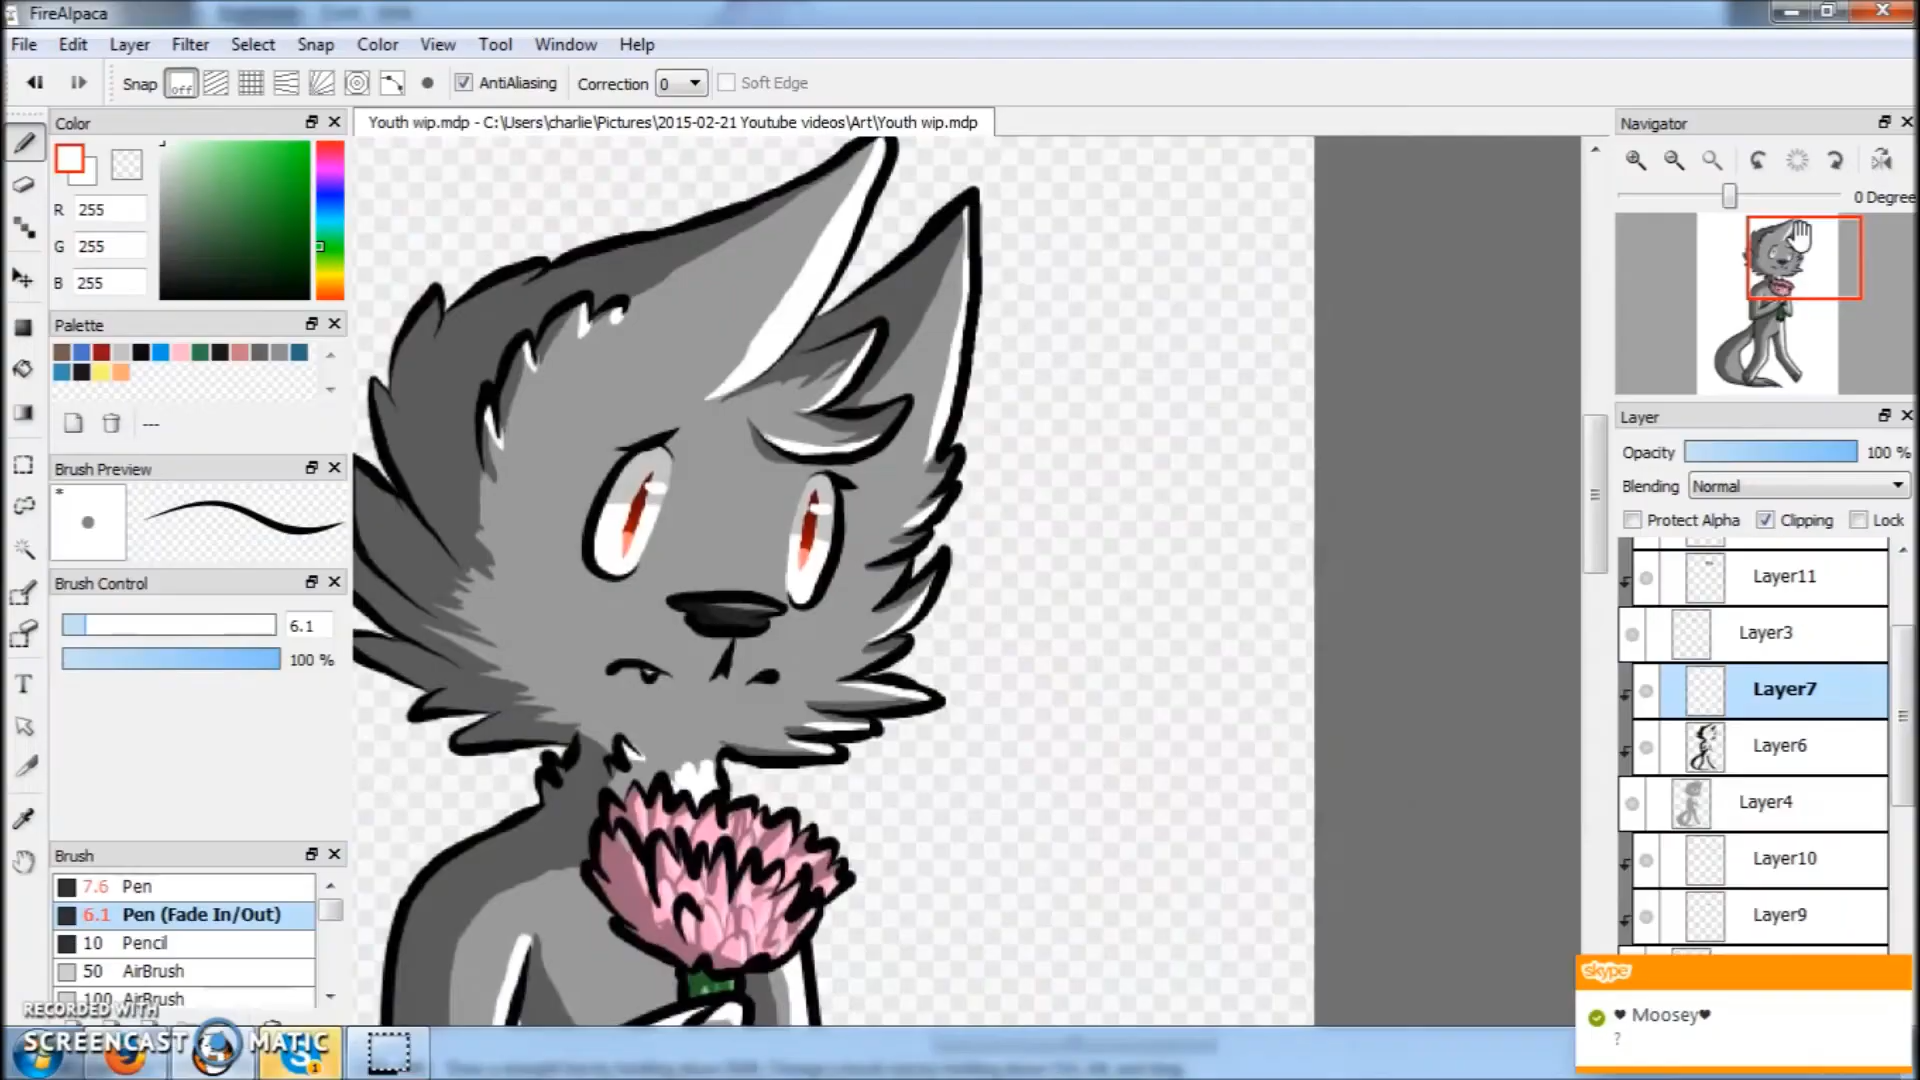 FireAlpaca
File Edit Layer Filter Select Snap Color View Tool Window Help
Snap off AntiAliasing Correction 0 Soft Edge
Color
Youth wip.mdp - C:\Users\charlie\Pictures\2015-02-21 Youtube videos\Art\Youth wip.mdp
Navigator
R 255
G 255
B 255
0 Degree
Palette
---
Layer
Opacity 100 %
Blending Normal
Protect Alpha Clipping Lock
Brush Preview
*
Brush Control
6.1
100 %
Layer11
Layer3
Layer7
Layer6
Layer4
Layer10
Layer9
T
Brush
7.6 Pen
6.1 Pen (Fade In/Out)
10 Pencil
50 AirBrush
100 AirBrush
skype
♥ Moosey♥
?
RECORDED WITH
SCREENCAST MATIC
S 1